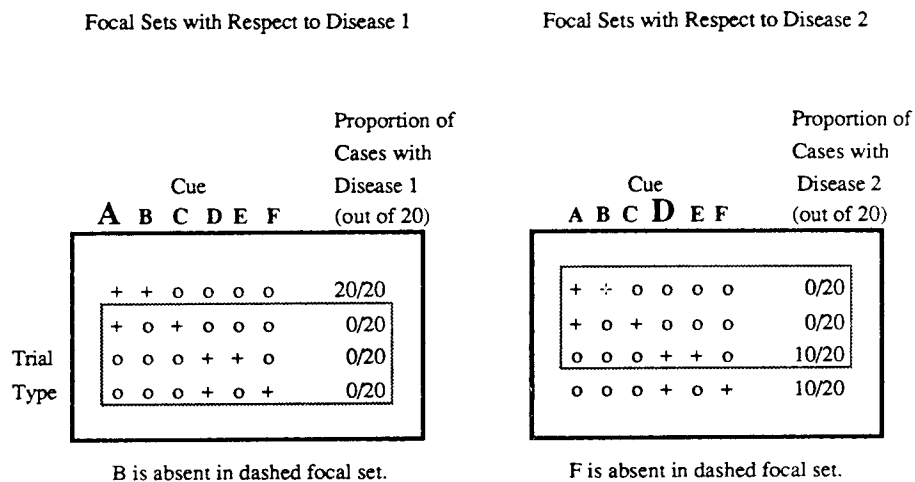 Focal Sets with Respect to Disease 1
Proportion of
Cases with
Cue Disease 1
A B C D E F (out of 20)
+ + o o o o 20/20
+ o + o o o 0/20
Trial o o o + + o 0/20
Type o o o + o + 0/20
B is absent in dashed focal set.
Focal Sets with Respect to Disease 2
Proportion of
Cases with
Cue Disease 2
A B C D E F (out of 20)
+ + o o o o 0/20
+ o + o o o 0/20
o o o + + o 10/20
o o o + o + 10/20
F is absent in dashed focal set.